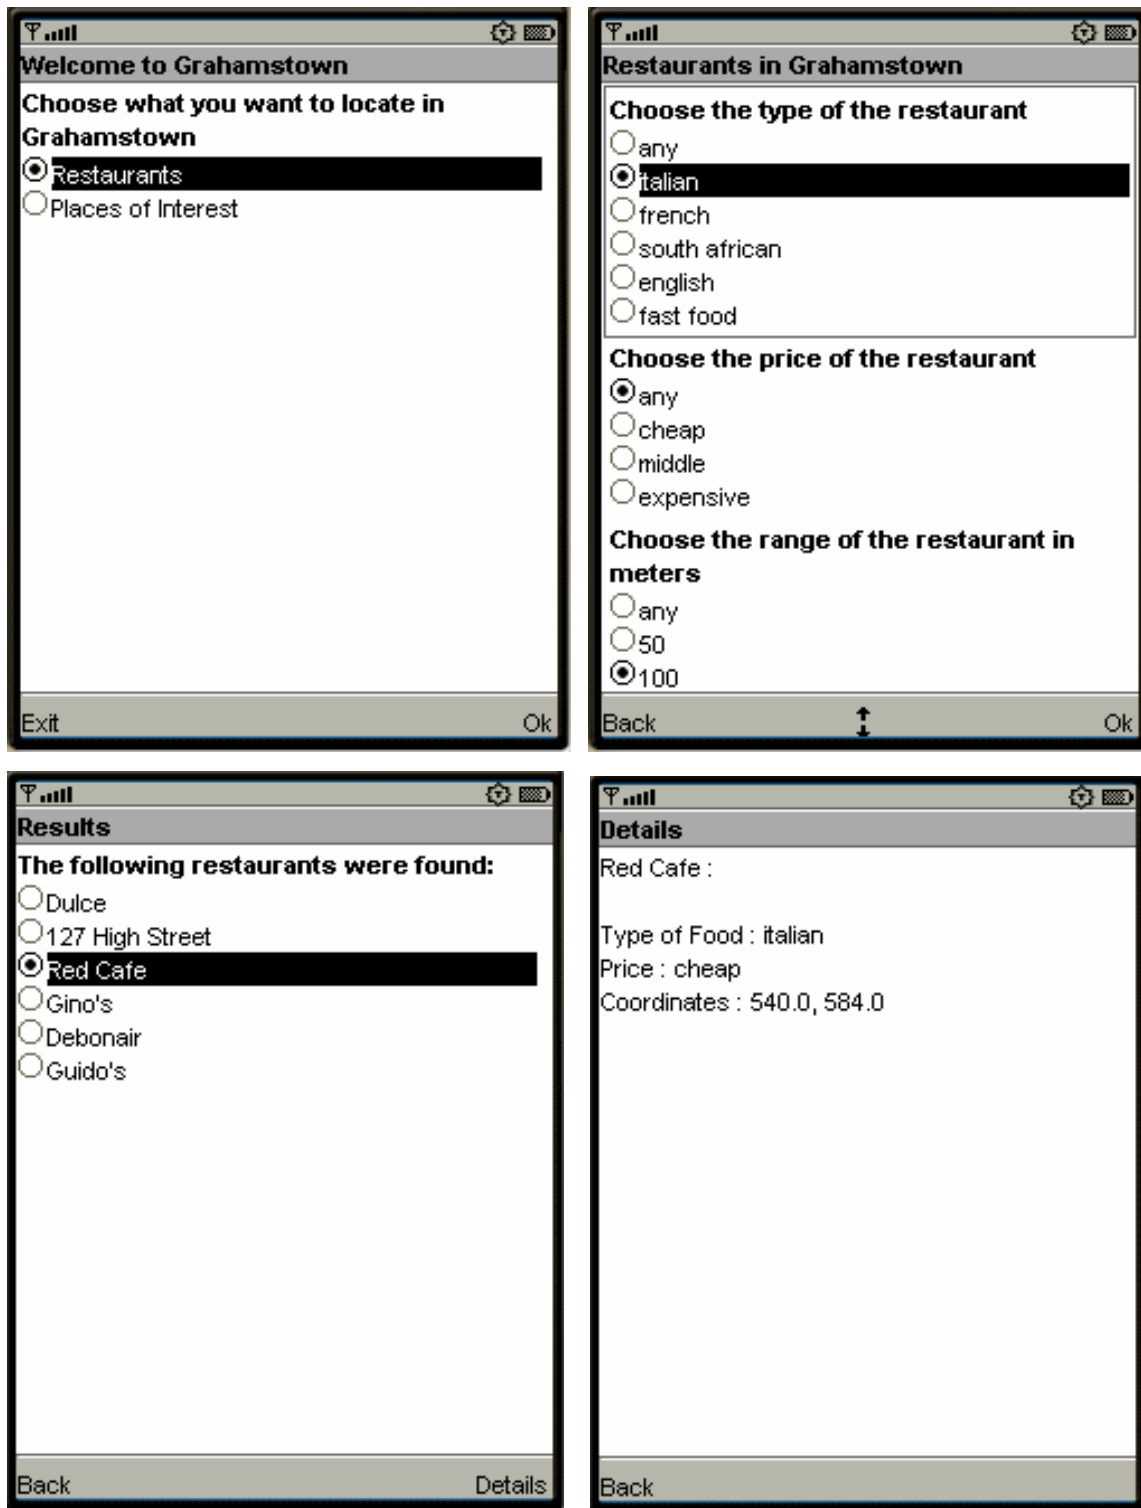 Welcome to Grahamstown
Choose what you want to locate in
Grahamstown
Restaurants
Places of Interest
Exit
Ok
Restaurants in Grahamstown
Choose the type of the restaurant
any
italian
french
south african
english
fast food
Choose the price of the restaurant
any
cheap
middle
expensive
Choose the range of the restaurant in
meters
any
50
100
Back
Ok
Results
The following restaurants were found:
Dulce
127 High Street
Red Cafe
Gino's
Debonair
Guido's
Back
Details
Details
Red Cafe :
Type of Food : italian
Price : cheap
Coordinates : 540.0, 584.0
Back